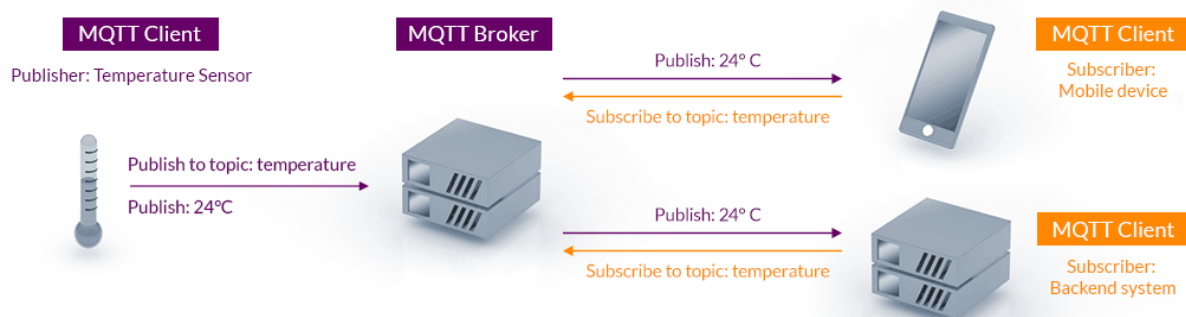 MQTT Client
Publisher: Temperature Sensor
Publish to topic: temperature
Publish: 24°C
MQTT Broker
Publish: 24° C
Subscribe to topic: temperature
MQTT Client
Subscriber:
Mobile device
Publish: 24° C
Subscribe to topic: temperature
MQTT Client
Subscriber:
Backend system